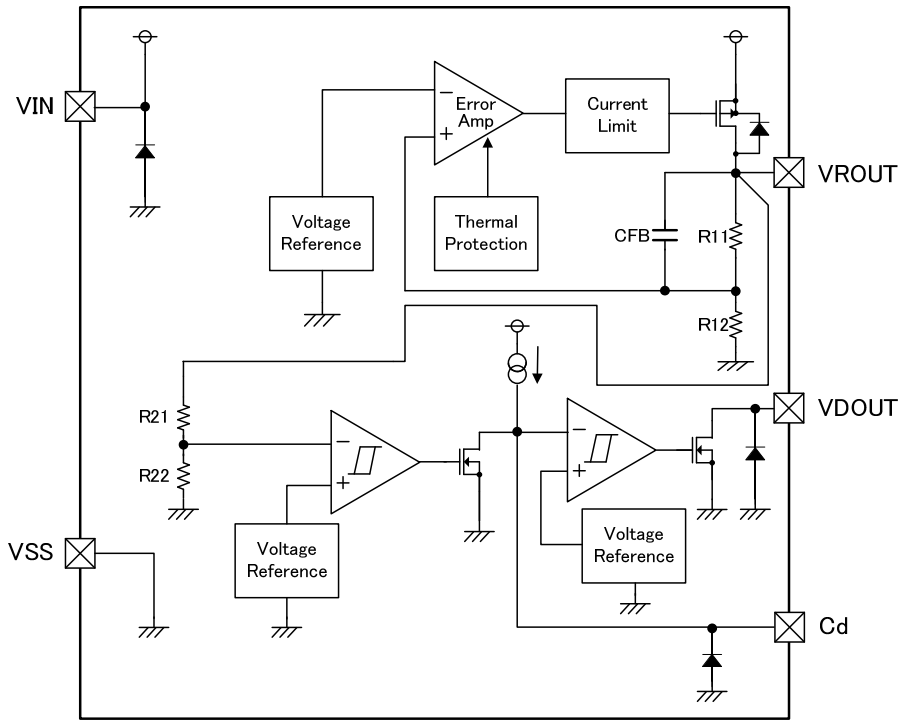 VIN
Error
Amp
−
+
Current
Limit
VROUT
Voltage
Reference
Thermal
Protection
CFB
R11
R12
R21
R22
−
+
−
+
VDOUT
Voltage
Reference
Voltage
Reference
VSS
Cd